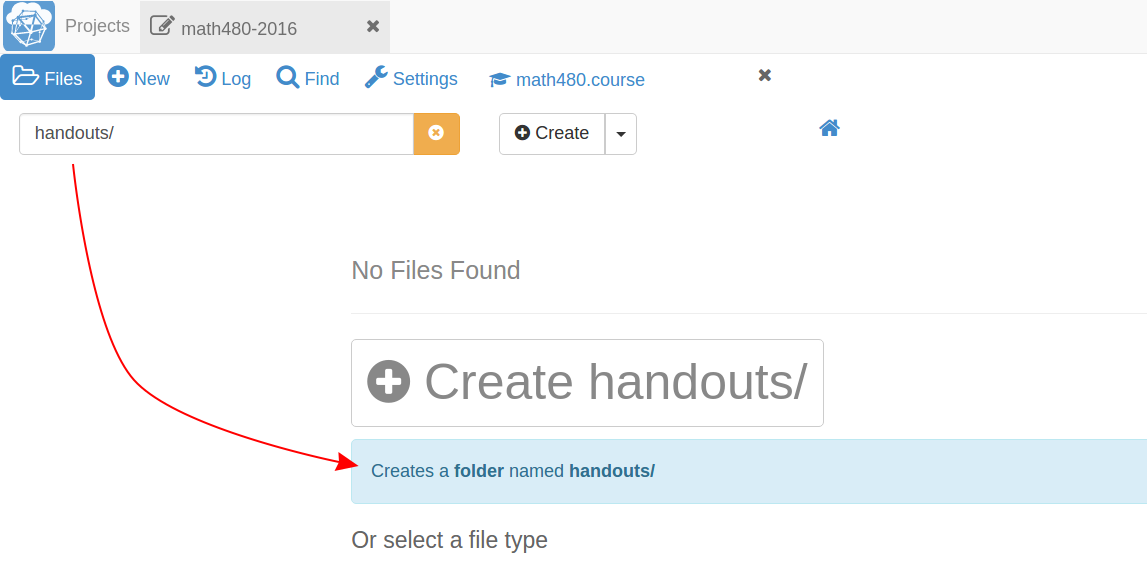 Projects math480-2016
Files New Log Find Settings math480.course
handouts/ Create
No Files Found
Create handouts/
Creates a folder named handouts/
Or select a file type